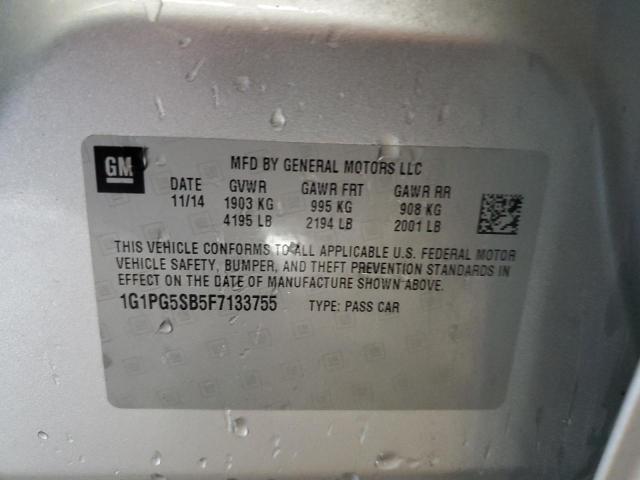 GM
MFD BY GENERAL MOTORS LLC
DATE GVWR GAWR FRT GAWR RR
11/14 1903 KG 995 KG 908 KG
4195 LB 2194 LB 2001 LB
THIS VEHICLE CONFORMS TO ALL APPLICABLE U.S. FEDERAL MOTOR
VEHICLE SAFETY, BUMPER, AND THEFT PREVENTION STANDARDS IN
EFFECT ON THE DATE OF MANUFACTURE SHOWN ABOVE.
1G1PG5SB5F7133755 TYPE: PASS CAR